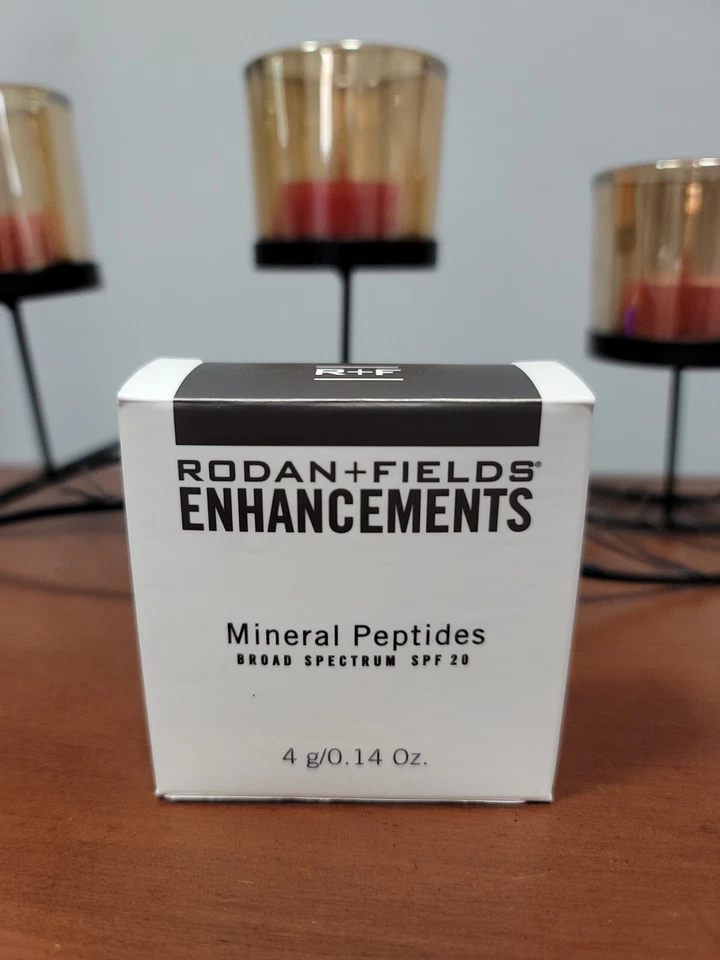 R+F
RODAN+FIELDS®
ENHANCEMENTS
Mineral Peptides
BROAD SPECTRUM SPF 20
4 g/0.14 Oz.